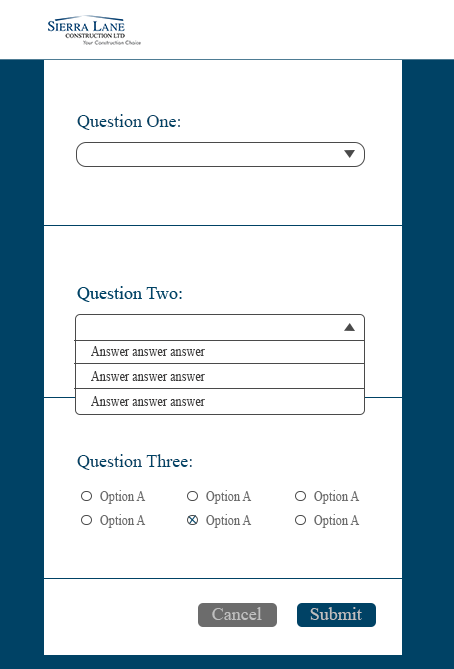 SIERRA LANE
CONSTRUCTION LTD
Your Construction Choice
Question One:
Question Two:
Answer answer answer
Answer answer answer
Answer answer answer
Question Three:
Option A Option A Option A
Option A Option A Option A
Cancel Submit